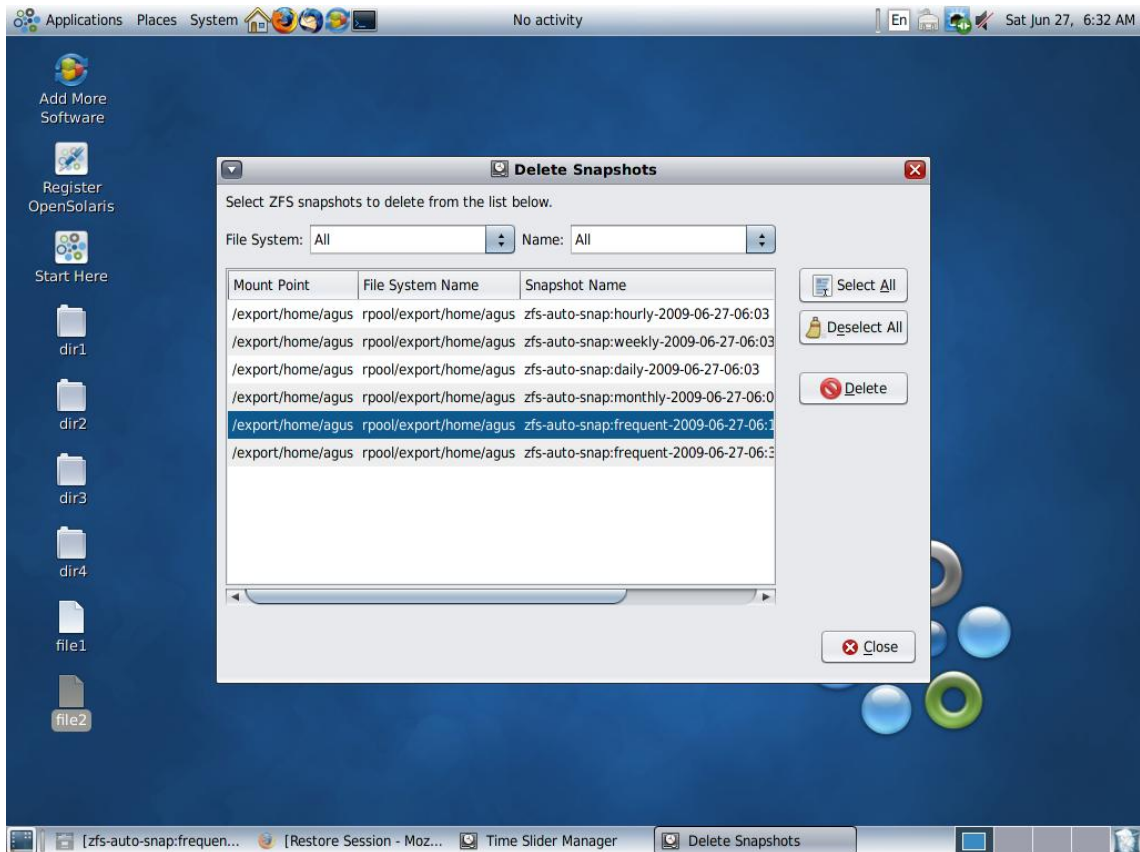 Applications Places System No activity En Sat Jun 27, 6:32 AM
Add More
Software
Register
OpenSolaris
Start Here
dir1
dir2
dir3
dir4
file1
file2
Delete Snapshots
Select ZFS snapshots to delete from the list below.
File System: All Name: All
Mount Point File System Name Snapshot Name
/export/home/agus rpool/export/home/agus zfs-auto-snap:hourly-2009-06-27-06:03
/export/home/agus rpool/export/home/agus zfs-auto-snap:weekly-2009-06-27-06:03
/export/home/agus rpool/export/home/agus zfs-auto-snap:daily-2009-06-27-06:03
/export/home/agus rpool/export/home/agus zfs-auto-snap:monthly-2009-06-27-06:0
/export/home/agus rpool/export/home/agus zfs-auto-snap:frequent-2009-06-27-06:1
/export/home/agus rpool/export/home/agus zfs-auto-snap:frequent-2009-06-27-06:3
Select All
Deselect All
Delete
Close
[zfs-auto-snap:frequen... [Restore Session - Moz... Time Slider Manager Delete Snapshots